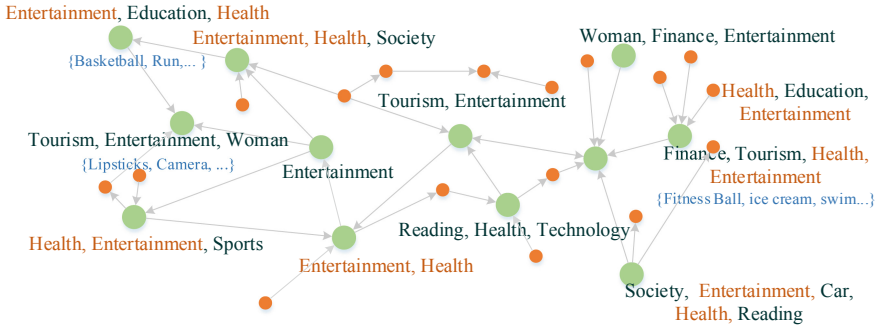 Entertainment, Education, Health
Entertainment, Health, Society
{Basketball, Run,... }
Woman, Finance, Entertainment
Tourism, Entertainment
Health, Education,
Entertainment
Tourism, Entertainment, Woman
{Lipsticks, Camera, ...}
Entertainment
Finance, Tourism, Health,
Entertainment
{Fitness Ball, ice cream, swim...}
Health, Entertainment, Sports
Reading, Health, Technology
Entertainment, Health
Society, Entertainment, Car,
Health, Reading